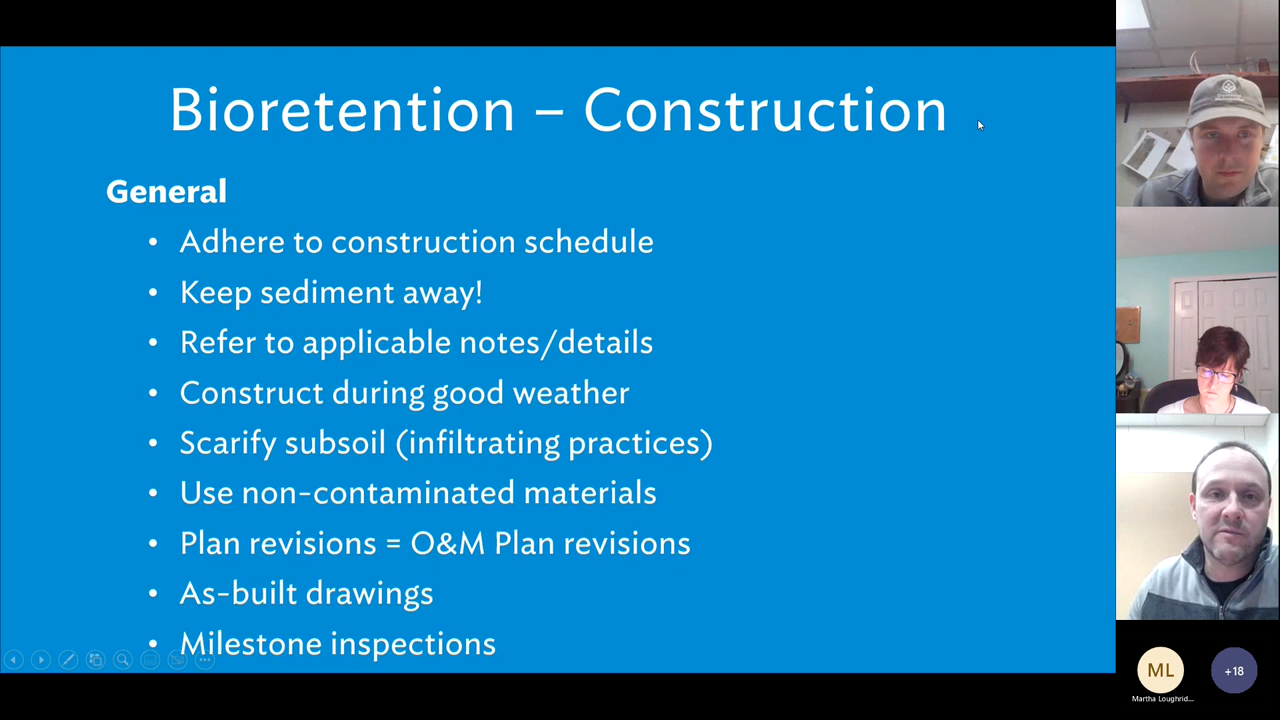 Bioretention – Construction
General
• Adhere to construction schedule
• Keep sediment away!
• Refer to applicable notes/details
• Construct during good weather
• Scarify subsoil (infiltrating practices)
• Use non-contaminated materials
• Plan revisions = O&M Plan revisions
• As-built drawings
• Milestone inspections
ML
+18
Martha Loughrid...